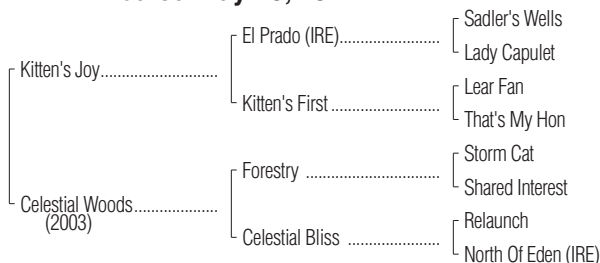 Sadler's Wells
El Prado (IRE)
Lady Capulet
Kitten's Joy
Lear Fan
Kitten's First
That's My Hon
Storm Cat
Forestry
Shared Interest
Celestial Woods
(2003)
Relaunch
Celestial Bliss
North Of Eden (IRE)